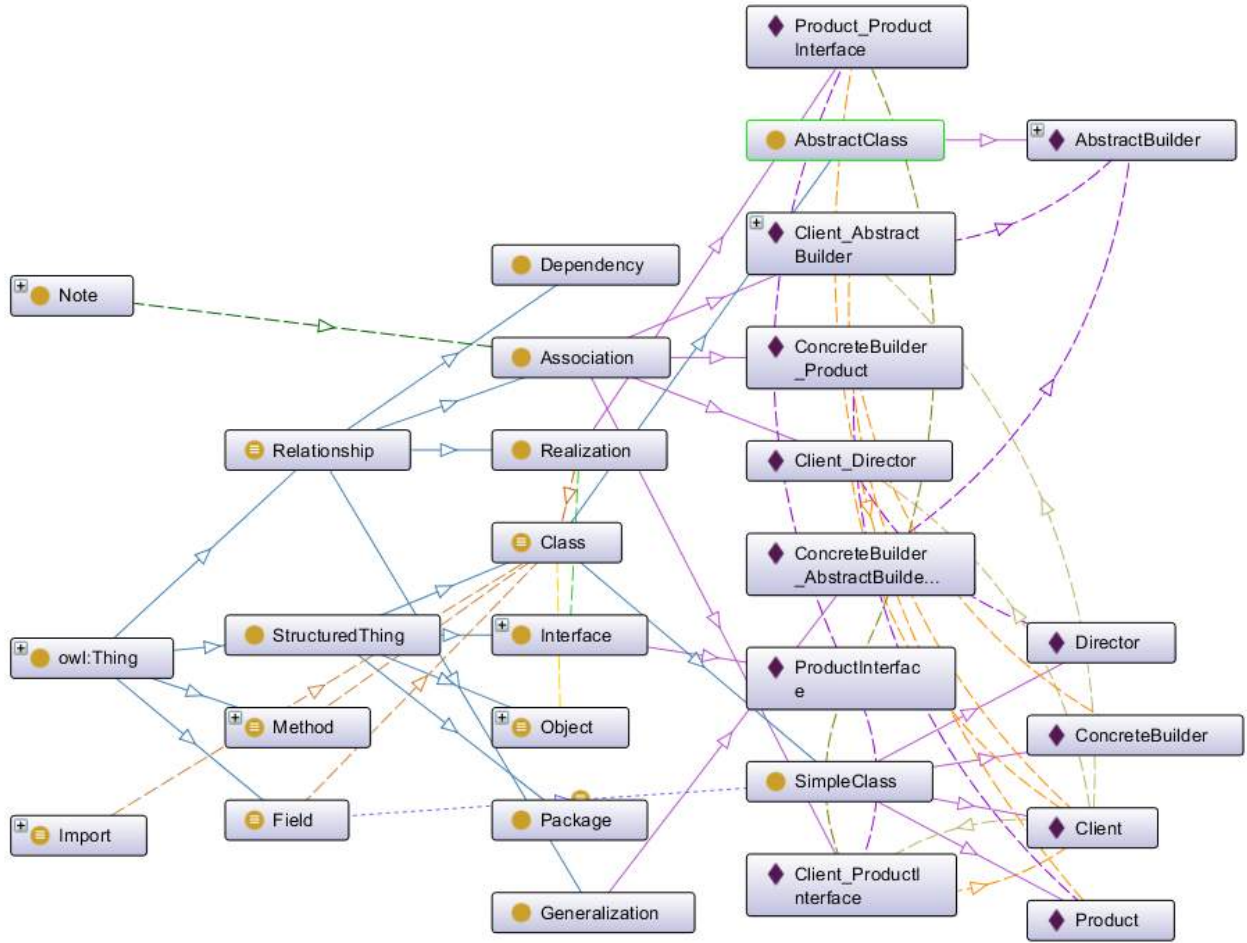 Product_Product
Interface
AbstractClass
AbstractBuilder
Client_Abstract
Builder
Dependency
Note
Association
ConcreteBuilder
_Product
Relationship
Realization
Client_Director
Class
ConcreteBuilder
_AbstractBuilde...
StructuredThing
Interface
Director
owl:Thing
ProductInterfac
e
Method
Object
ConcreteBuilder
SimpleClass
Field
Package
Client
Import
Client_ProductI
nterface
Generalization
Product